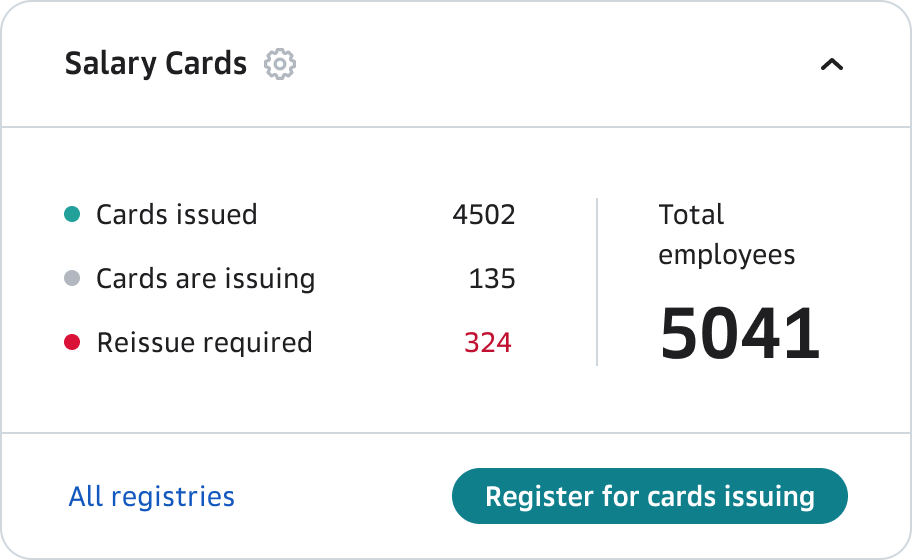 Salary Cards
Cards issued 4502
Cards are issuing 135
Reissue required 324
Total
employees
5041
All registries
Register for cards issuing